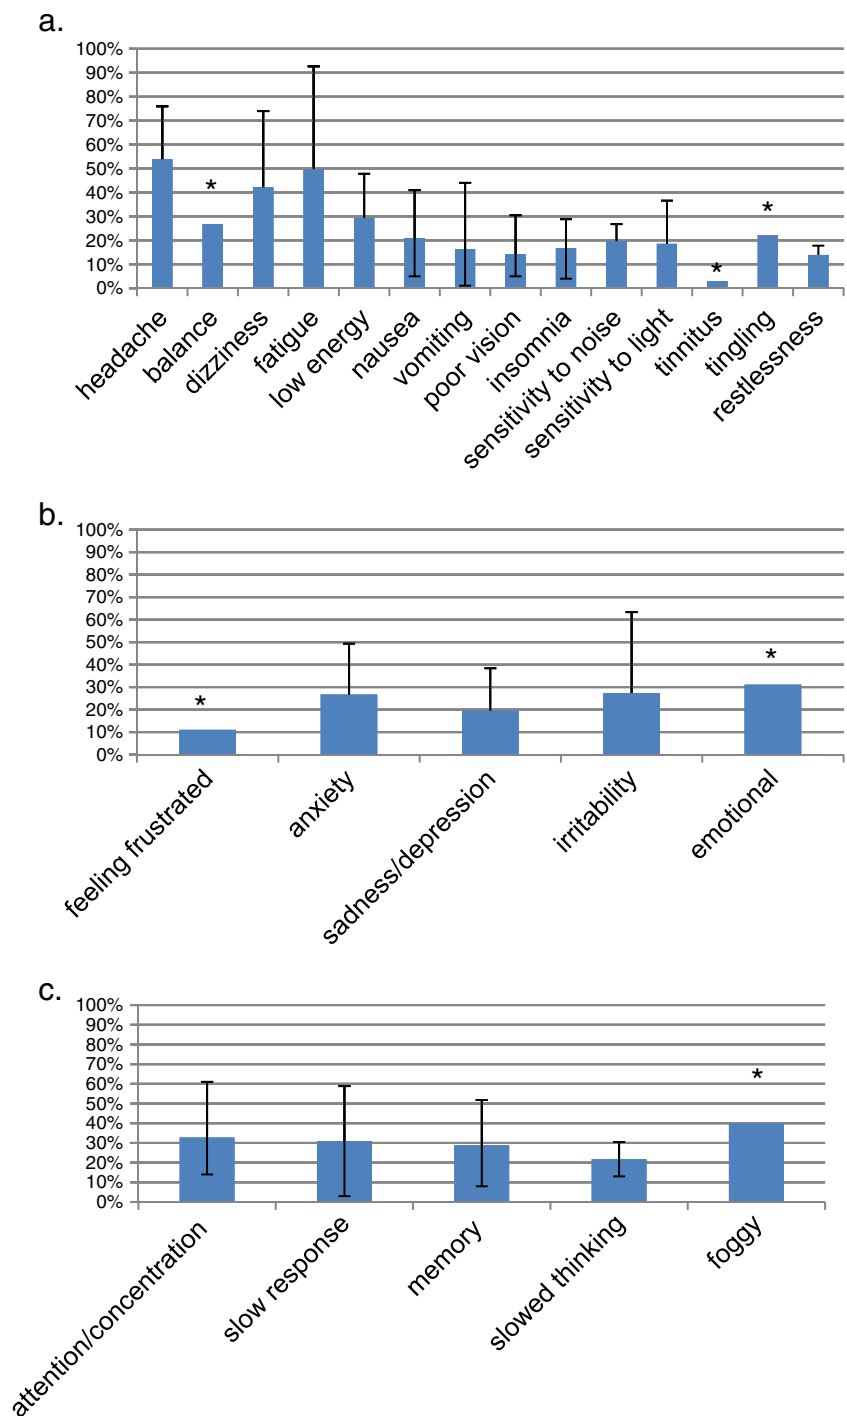 a.
100%
90%
80%
70%
60%
50%
40%
30%
20%
10%
0%
*
*
*
headache
balance
dizziness
fatigue
low energy
nausea
vomiting
poor vision
insomnia
sensitivity to noise
sensitivity to light
tinnitus
tingling
restlessness
b.
100%
90%
80%
70%
60%
50%
40%
30%
20%
10%
0%
*
*
feeling frustrated
anxiety
sadness/depression
irritability
emotional
c.
100%
90%
80%
70%
60%
50%
40%
30%
20%
10%
0%
*
attention/concentration
slow response
memory
slowed thinking
foggy